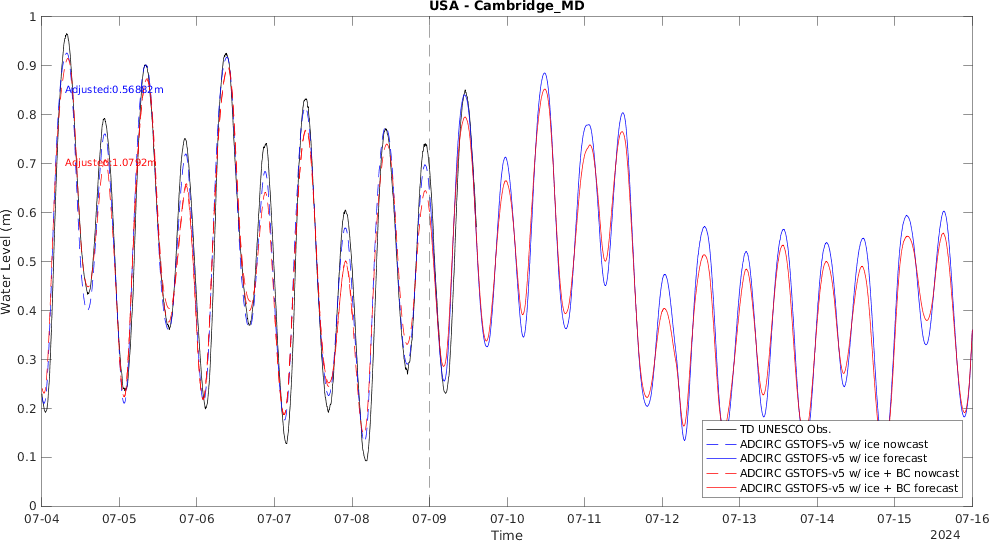 USA - Cambridge_MD
Water Level (m)
1
0.9
0.8
0.7
0.6
0.5
0.4
0.3
0.2
0.1
0
Adjusted:0.56882m
Adjusted:1.0792m
TD UNESCO Obs.
ADCIRC GSTOFS-v5 w/ ice nowcast
ADCIRC GSTOFS-v5 w/ ice forecast
ADCIRC GSTOFS-v5 w/ ice + BC nowcast
ADCIRC GSTOFS-v5 w/ ice + BC forecast
07-04 07-05 07-06 07-07 07-08 07-09 07-10 07-11 07-12 07-13 07-14 07-15 07-16
Time
2024